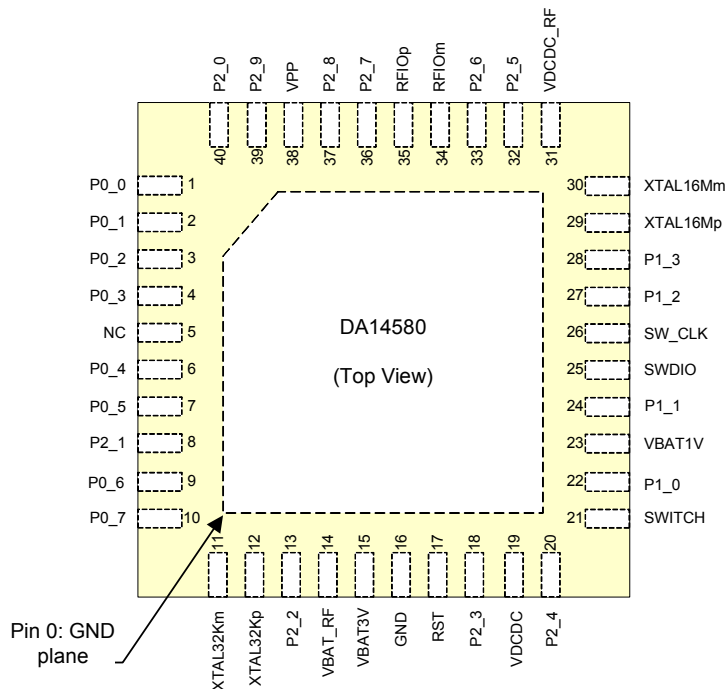 P2_0
P2_9
VPP
P2_8
P2_7
RFIOp
RFIOm
P2_6
P2_5
VDCDC_RF
40
39
38
37
36
35
34
33
32
31
P0_0 1
P0_1 2
P0_2 3
P0_3 4
NC 5
P0_4 6
P0_5 7
P2_1 8
P0_6 9
P0_7 10
DA14580
(Top View)
30 XTAL16Mm
29 XTAL16Mp
28 P1_3
27 P1_2
26 SW_CLK
25 SWDIO
24 P1_1
23 VBAT1V
22 P1_0
21 SWITCH
11
12
13
14
15
16
17
18
19
20
XTAL32Km
XTAL32Kp
P2_2
VBAT_RF
VBAT3V
GND
RST
P2_3
VDCDC
P2_4
Pin 0: GND
plane